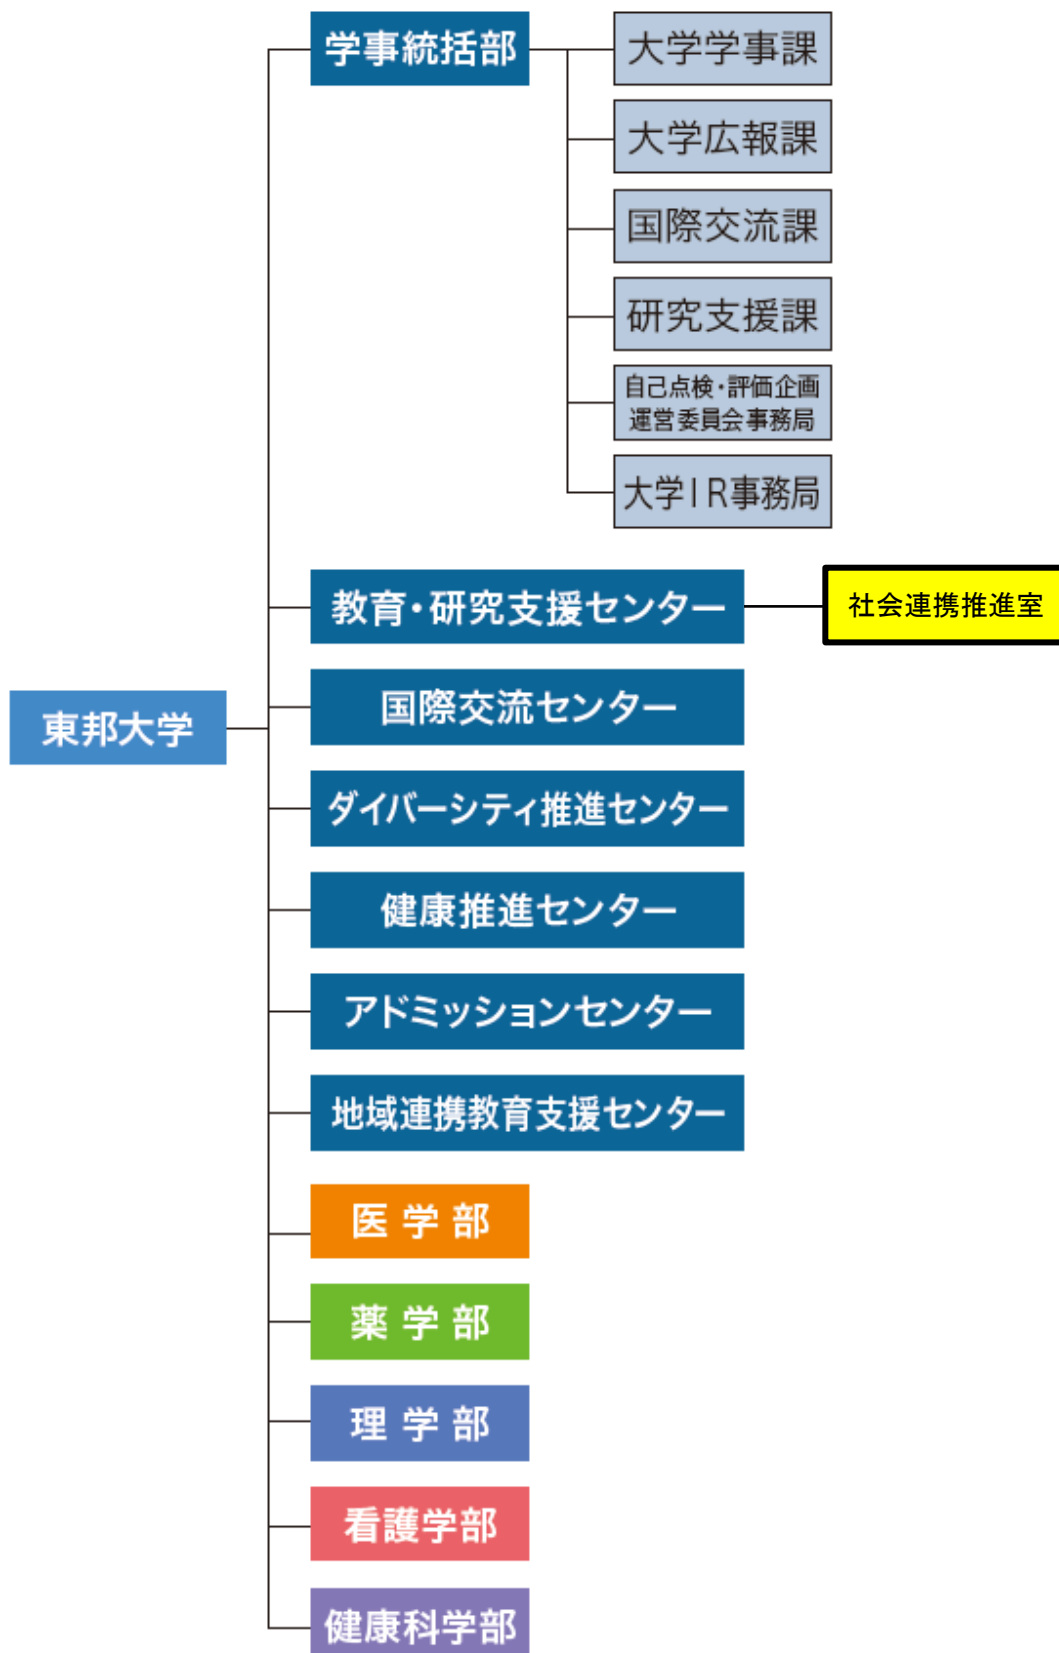 学事統括部
大学学事課
大学広報課
国際交流課
研究支援課
自己点検・評価企画
運営委員会事務局
大学IR事務局
教育・研究支援センター
社会連携推進室
国際交流センター
東邦大学
ダイバーシティ推進センター
健康推進センター
アドミッションセンター
地域連携教育支援センター
医学部
薬学部
理学部
看護学部
健康科学部